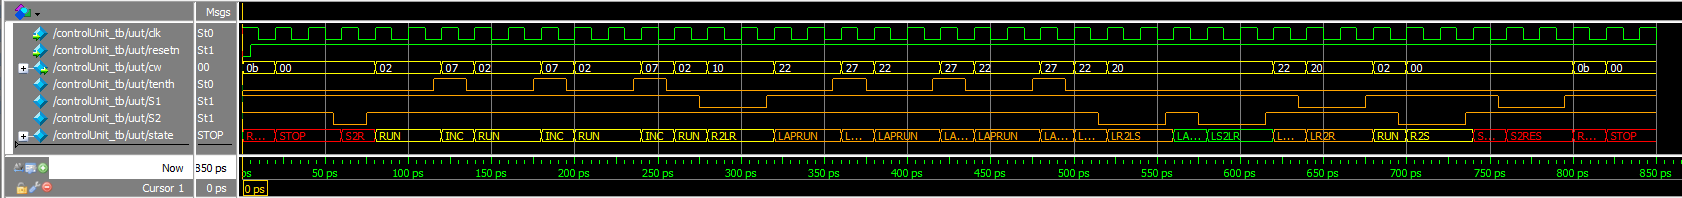 Msgs
/controlUnit_tb/uut/clk St0
/controlUnit_tb/uut/resetn St1
/controlUnit_tb/uut/cw 00 0b 00 02 07 02 07 02 07 02 10 22 27 22 27 22 27 22 20 22 20 02 00 0b 00
/controlUnit_tb/uut/tenth St0
/controlUnit_tb/uut/S1 St1
/controlUnit_tb/uut/S2 St1
/controlUnit_tb/uut/state STOP R... STOP S2R RUN INC RUN INC RUN INC RUN R2LR LAPRUN L... LAPRUN LA... LAPRUN LA... L... LR2LS LA... LS2LR L... LR2R RUN R2S S... S2RES R... STOP
Now 850 ps ps 50 ps 100 ps 150 ps 200 ps 250 ps 300 ps 350 ps 400 ps 450 ps 500 ps 550 ps 600 ps 650 ps 700 ps 750 ps 800 ps 850 ps
Cursor 1 0 ps 0 ps